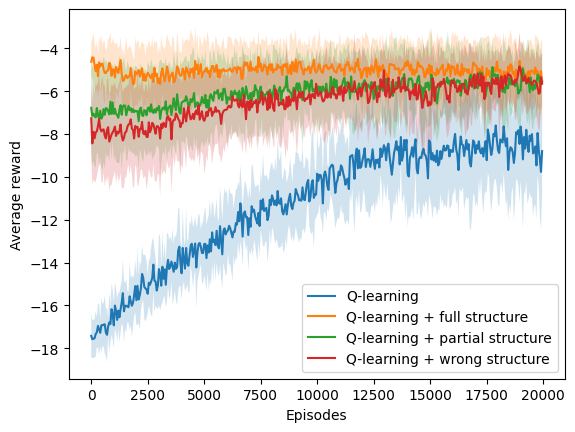 Average reward
−4
−6
−8
−10
−12
−14
−16
−18
Q-learning
Q-learning + full structure
Q-learning + partial structure
Q-learning + wrong structure
0 2500 5000 7500 10000 12500 15000 17500 20000
Episodes